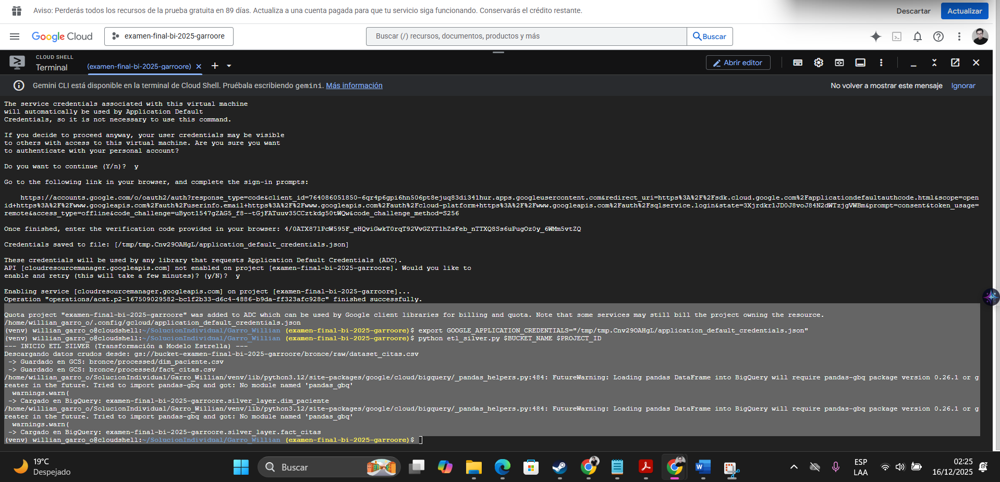 Aviso: Perderás todos los recursos de la prueba gratuita en 89 días. Actualiza a una cuenta pagada para que tu servicio siga funcionando. Conservarás el crédito restante.
Descartar
Actualizar
Google Cloud
examen-final-bi-2025-garroore
Buscar (/) recursos, documentos, productos y más
Buscar
CLOUD SHELL
Terminal
(examen-final-bi-2025-garroore)
Abrir editor
Gemini CLI está disponible en la terminal de Cloud Shell. Pruébala escribiendo gemini. Más información
No volver a mostrar este mensaje
Ignorar
The service credentials associated with this virtual machine
will automatically be used by Application Default
Credentials, so it is not necessary to use this command.
If you decide to proceed anyway, your user credentials may be visible
to others with access to this virtual machine. Are you sure you want
to authenticate with your personal account?
Do you want to continue (Y/n)?  y
Go to the following link in your browser, and complete the sign-in prompts:
https://accounts.google.com/o/oauth2/auth?response_type=code&client_id=764086051850-6qr4p6gpi6hn506pt8ejuq83di341hur.apps.googleusercontent.com&redirect_uri=https%3A%2F%2Fsdk.cloud.google.com%2Fapplicationdefaultauthcode.html&scope=open
id+https%3A%2F%2Fwww.googleapis.com%2Fauth%2Fuserinfo.email+https%3A%2F%2Fwww.googleapis.com%2Fauth%2Fcloud-platform+https%3A%2F%2Fwww.googleapis.com%2Fauth%2Fsqlservice.login&state=3Xjrdkr1JD0J8voJ84N2dWTzjgVWBm&prompt=consent&token_usage=
remote&access_type=offline&code_challenge=uByot1547gZAG5_f8--tGjFATuuv35CCztkdg50tWQw&code_challenge_method=S256
Once finished, enter the verification code provided in your browser: 4/0ATX87lPcW595F_eHQviGwkT0rqT92VvGZYT1hZsFeb_nTTXQ8Ss6uPugOz0y_6WMm5vtZQ
Credentials saved to file: [/tmp/tmp.Cnv29OAHgL/application_default_credentials.json]
These credentials will be used by any library that requests Application Default Credentials (ADC).
API [cloudresourcemanager.googleapis.com] not enabled on project [examen-final-bi-2025-garroore]. Would you like to
enable and retry (this will take a few minutes)? (y/N)?  y
Enabling service [cloudresourcemanager.googleapis.com] on project [examen-final-bi-2025-garroore]...
Operation "operations/acat.p2-167509029582-bc1f2b33-d6c4-4886-b9da-ff323afc928c" finished successfully.
Quota project "examen-final-bi-2025-garroore" was added to ADC which can be used by Google client libraries for billing and quota. Note that some services may still bill the project owning the resource.
/home/willian_garro_o/.config/gcloud/application_default_credentials.json
(venv) willian_garro_o@cloudshell:~/SolucionIndividual/Garro_Willian (examen-final-bi-2025-garroore)$ export GOOGLE_APPLICATION_CREDENTIALS="/tmp/tmp.Cnv29OAHgL/application_default_credentials.json"
(venv) willian_garro_o@cloudshell:~/SolucionIndividual/Garro_Willian (examen-final-bi-2025-garroore)$ python etl_silver.py $BUCKET_NAME $PROJECT_ID
--- INICIO ETL SILVER (Transformación a Modelo Estrella) ---
Descargando datos crudos desde: gs://bucket-examen-final-bi-2025-garroore/bronce/raw/dataset_citas.csv
-> Guardado en GCS: bronce/processed/dim_paciente.csv
-> Guardado en GCS: bronce/processed/fact_citas.csv
/home/willian_garro_o/SolucionIndividual/Garro_Willian/venv/lib/python3.12/site-packages/google/cloud/bigquery/_pandas_helpers.py:484: FutureWarning: Loading pandas DataFrame into BigQuery will require pandas-gbq package version 0.26.1 or g
reater in the future. Tried to import pandas-gbq and got: No module named 'pandas_gbq'
warnings.warn(
-> Cargado en BigQuery: examen-final-bi-2025-garroore.silver_layer.dim_paciente
/home/willian_garro_o/SolucionIndividual/Garro_Willian/venv/lib/python3.12/site-packages/google/cloud/bigquery/_pandas_helpers.py:484: FutureWarning: Loading pandas DataFrame into BigQuery will require pandas-gbq package version 0.26.1 or g
reater in the future. Tried to import pandas-gbq and got: No module named 'pandas_gbq'
warnings.warn(
-> Cargado en BigQuery: examen-final-bi-2025-garroore.silver_layer.fact_citas
(venv) willian_garro_o@cloudshell:~/SolucionIndividual/Garro_Willian (examen-final-bi-2025-garroore)$
19°C
Despejado
Buscar
ESP
LAA
02:25
16/12/2025